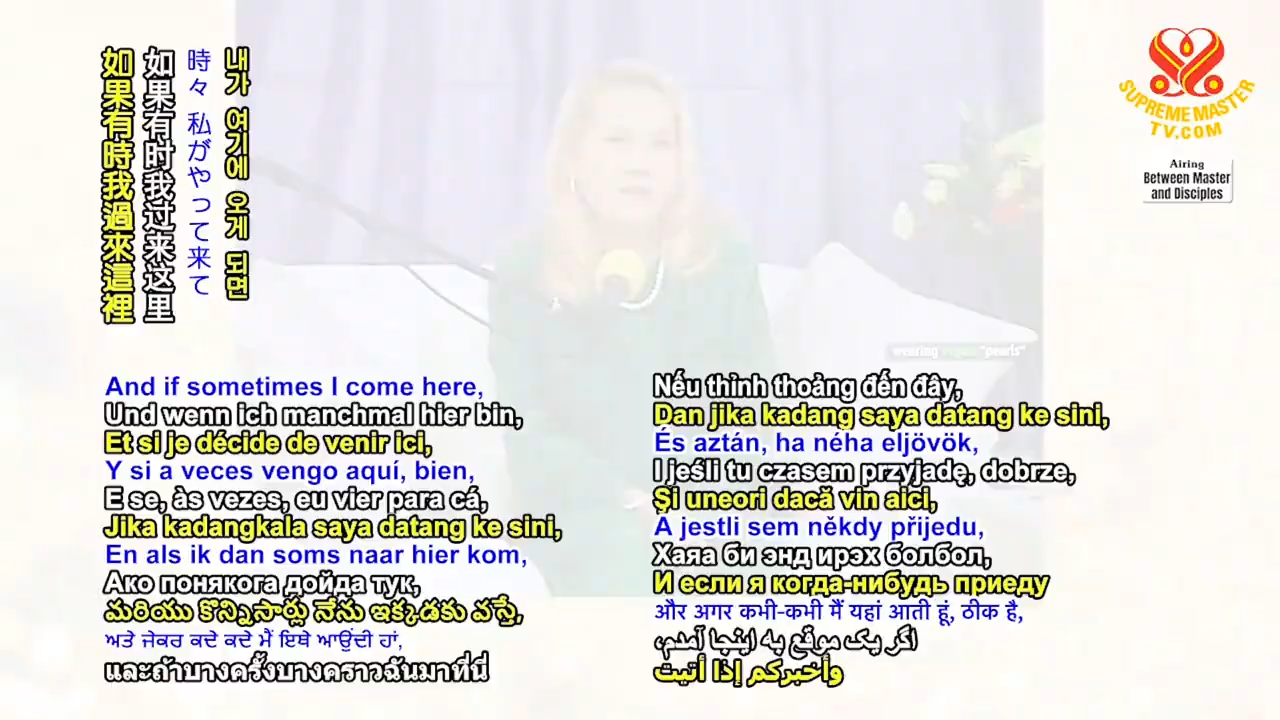 如果有時我過來這裡
如果有时我过来这里
時々 私がやって来て
내가 여기에 오게 되면
SUPREME MASTER
TV.COM
Airing
Between Master
and Disciples
wearing vegan "pearls"
And if sometimes I come here,
Und wenn ich manchmal hier bin,
Et si je décide de venir ici,
Y si a veces vengo aquí, bien,
E se, às vezes, eu vier para cá,
Jika kadangkala saya datang ke sini,
En als ik dan soms naar hier kom,
Ако понякога дойда тук,
మరియు కొన్నిసార్లు నేను ఇక్కడకు వస్తే,
ਅਤੇ ਜੇਕਰ ਕਦੇ ਕਦੇ ਮੈਂ ਇਥੇ ਆਉਂਦੀ ਹਾਂ,
และถ้าบางครั้งบางคราวฉันมาที่นี่
Nếu thỉnh thoảng đến đây,
Dan jika kadang saya datang ke sini,
És aztán, ha néha eljövök,
I jeśli tu czasem przyjadę, dobrze,
Și uneori dacă vin aici,
A jestli sem někdy přijedu,
Хаяа би энд ирэх болбол,
И если я когда-нибудь приеду
और अगर कभी-कभी मैं यहां आती हूं, ठीक है,
اگر یک موقع به اینجا آمدم،
وأخبركم إذا أتيت